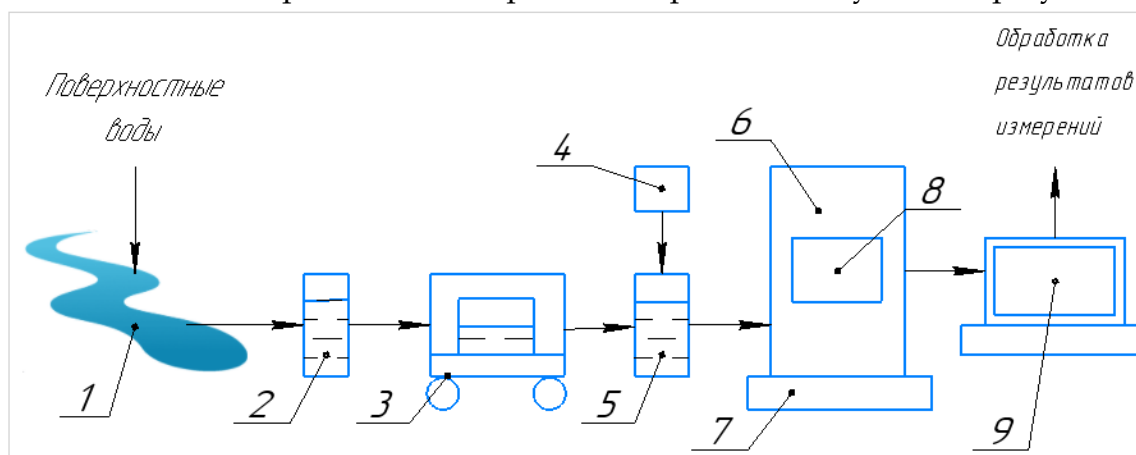 Поверхностные
воды
Обработка
результатов
измерений
1
2
3
4
5
6
7
8
9